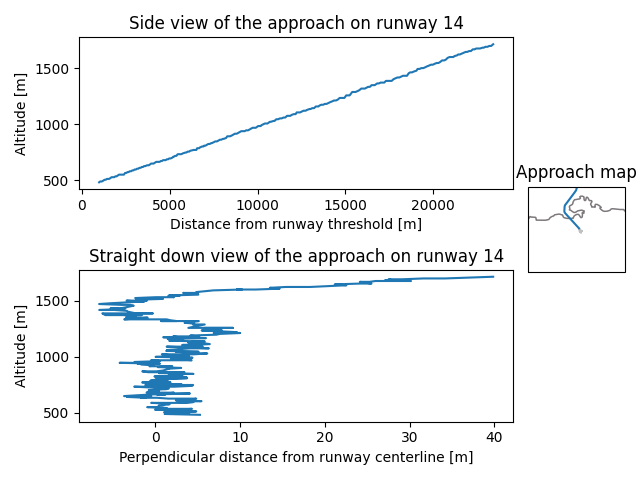 Side view of the approach on runway 14
Altitude [m]
1500
1000
500
0
5000
10000
15000
20000
Distance from runway threshold [m]
Approach map
Straight down view of the approach on runway 14
Altitude [m]
1500
1000
500
0
10
20
30
40
Perpendicular distance from runway centerline [m]